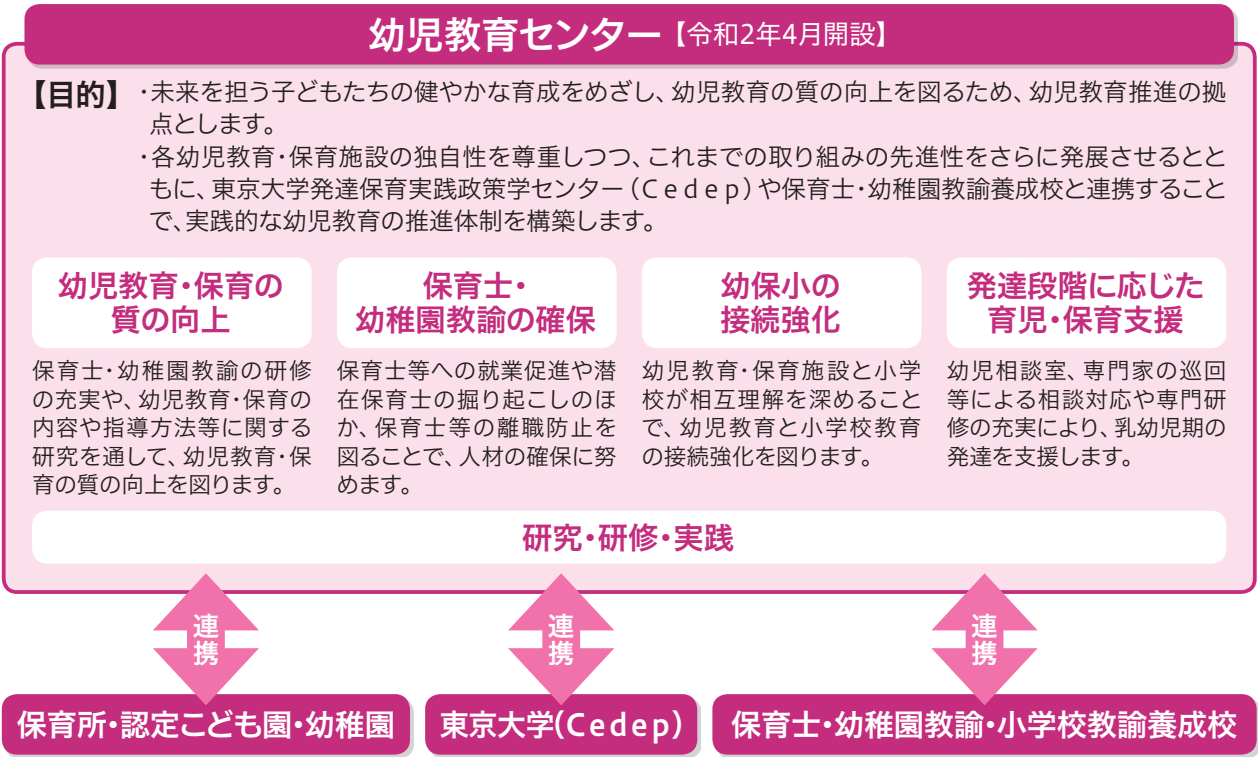 幼児教育センター【令和2年4月開設】
【目的】・未来を担う子どもたちの健やかな育成をめざし、幼児教育の質の向上を図るため、幼児教育推進の拠
点とします。
・各幼児教育・保育施設の独自性を尊重しつつ、これまでの取り組みの先進性をさらに発展させるとと
もに、東京大学発達保育実践政策学センター(Cedep)や保育士・幼稚園教諭養成校と連携すること
で、実践的な幼児教育の推進体制を構築します。
幼児教育・保育の
質の向上
保育士・幼稚園教諭の研修
の充実や、幼児教育・保育の
内容や指導方法等に関する
研究を通して、幼児教育・保
育の質の向上を図ります。
保育士・
幼稚園教諭の確保
保育士等への就業促進や潜
在保育士の掘り起こしのほ
か、保育士等の離職防止を
図ることで、人材の確保に努
めます。
幼保小の
接続強化
幼児教育・保育施設と小学
校が相互理解を深めること
で、幼児教育と小学校教育
の接続強化を図ります。
発達段階に応じた
育児・保育支援
幼児相談室、専門家の巡回
等による相談対応や専門研
修の充実により、乳幼児期の
発達を支援します。
研究・研修・実践
連携
連携
連携
保育所・認定こども園・幼稚園
東京大学(Cedep)
保育士・幼稚園教諭・小学校教諭養成校